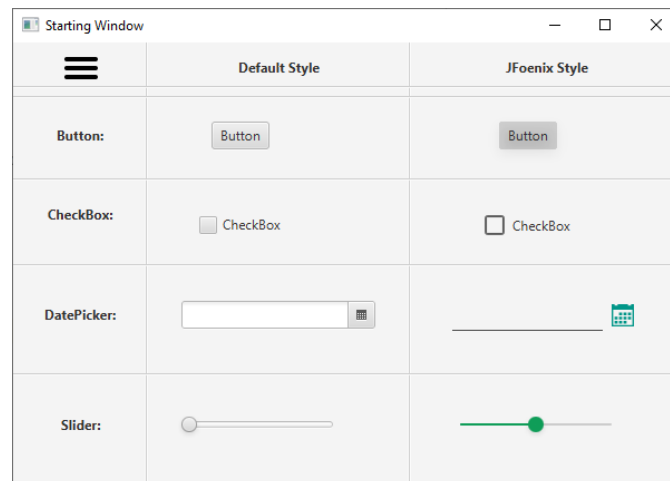 Starting Window
Default Style
JFoenix Style
Button:
Button
Button
CheckBox:
CheckBox
CheckBox
DatePicker:
Slider: